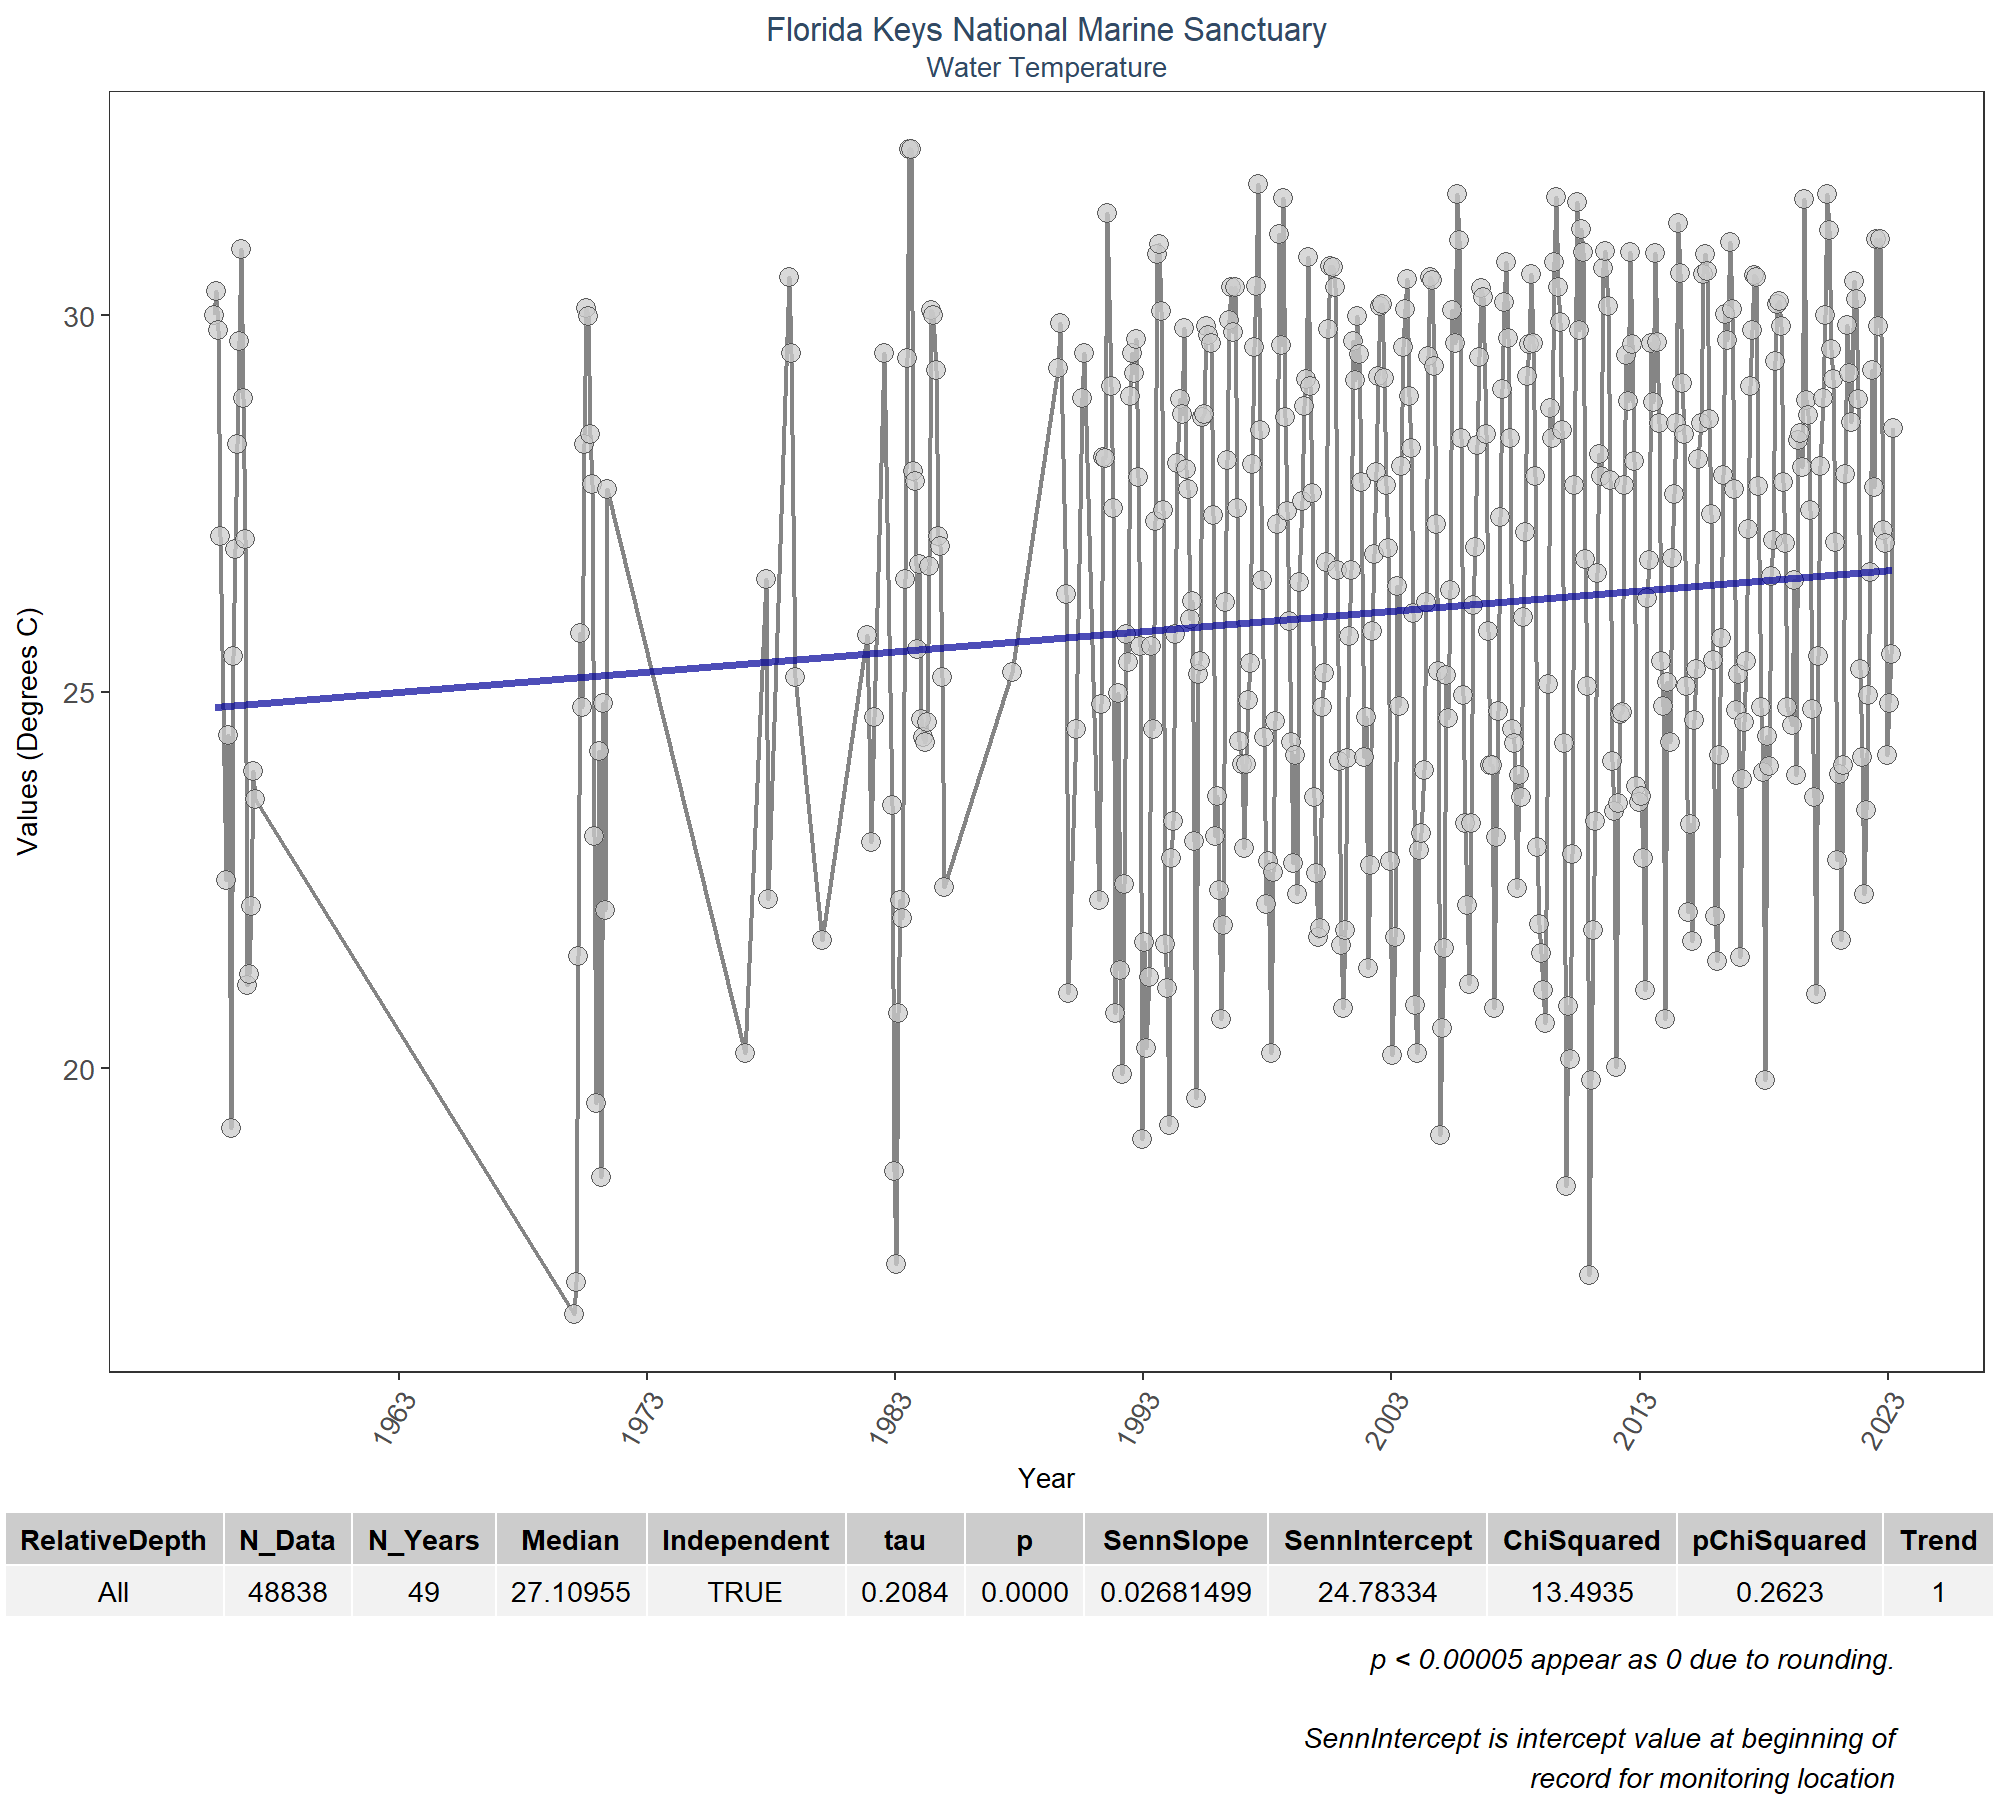 Florida Keys National Marine Sanctuary
Water Temperature
Values (Degrees C)
30
25
20
1963
1973
1983
1993
2003
2013
2023
Year
RelativeDepth N_Data N_Years Median Independent tau p SennSlope SennIntercept ChiSquared pChiSquared Trend
All 48838 49 27.10955 TRUE 0.2084 0.0000 0.02681499 24.78334 13.4935 0.2623 1
p < 0.00005 appear as 0 due to rounding.
SennIntercept is intercept value at beginning of
record for monitoring location